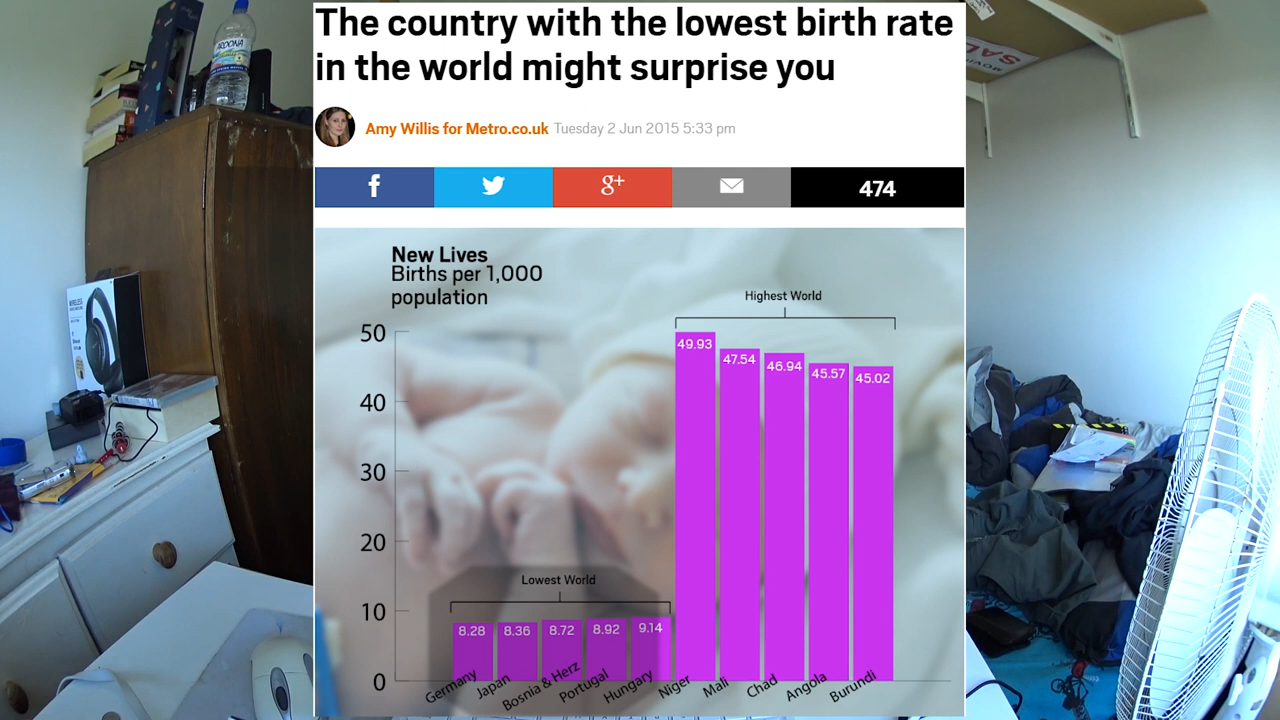 The country with the lowest birth rate
in the world might surprise you
Amy Willis for Metro.co.uk Tuesday 2 Jun 2015 5:33 pm
f
g+
474
New Lives
Births per 1,000
population
Highest World
50
40
30
20
10
0
49.93
47.54
46.94
45.57
45.02
Lowest World
8.28
8.36
8.72
8.92
9.14
Germany
Japan
Bosnia & Herz
Portugal
Hungary
Niger
Mali
Chad
Angola
Burundi
WIRELESS